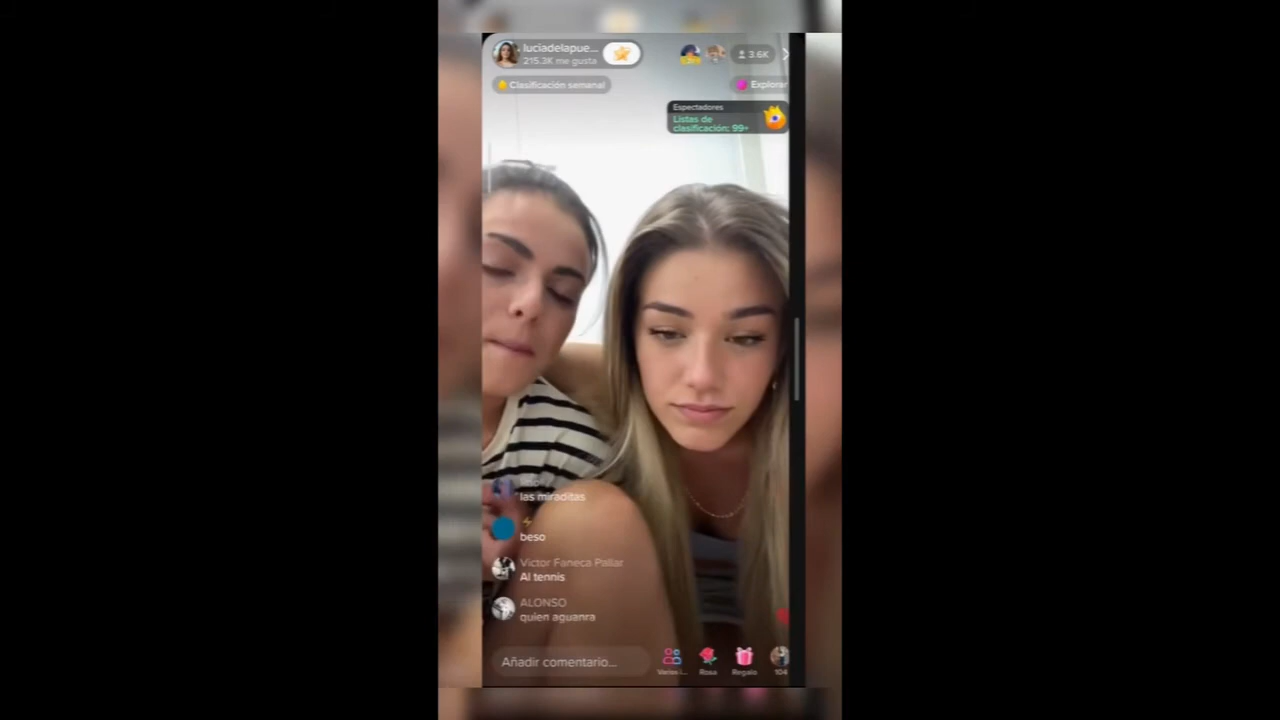 luciadelapue...
215.3K me gusta
3.6K
Clasificación semanal
Explorar
Espectadores
Listas de
clasificación: 99+
las miraditas
beso
Victor Faneca Pallar
Al tennis
ALONSO
quien aguanra
Añadir comentario...
Rosa
Regalo
104